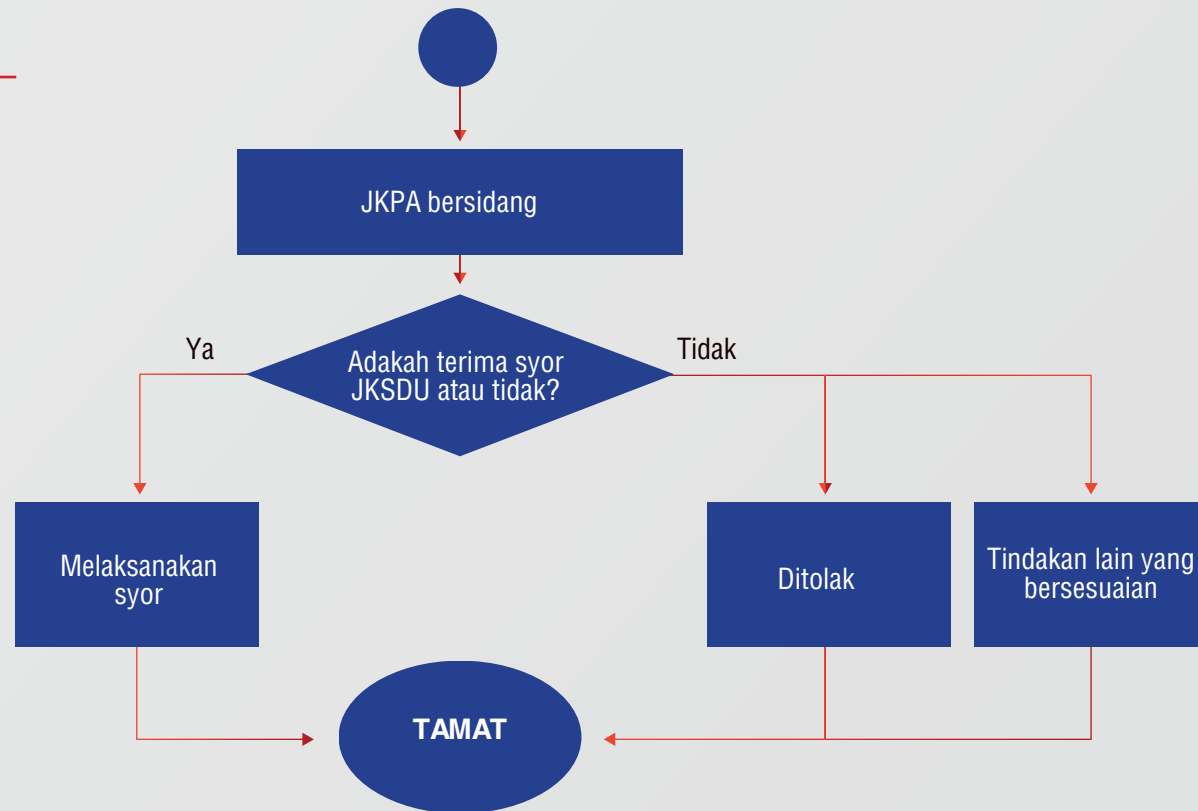 JKPA bersidang
Ya
Adakah terima syor
JKSDU atau tidak?
Tidak
Melaksanakan
syor
Ditolak
Tindakan lain yang
bersesuaian
TAMAT